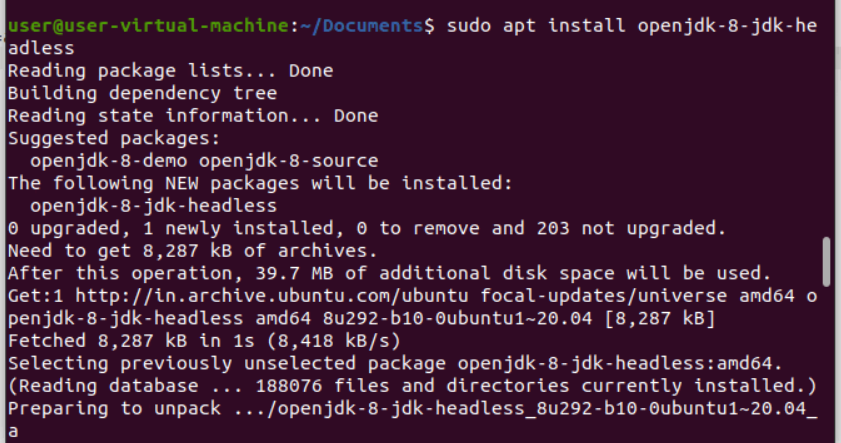 user@user-virtual-machine:~/Documents$ sudo apt install openjdk-8-jdk-he
adless
Reading package lists... Done
Building dependency tree
Reading state information... Done
Suggested packages:
  openjdk-8-demo openjdk-8-source
The following NEW packages will be installed:
  openjdk-8-jdk-headless
0 upgraded, 1 newly installed, 0 to remove and 203 not upgraded.
Need to get 8,287 kB of archives.
After this operation, 39.7 MB of additional disk space will be used.
Get:1 http://in.archive.ubuntu.com/ubuntu focal-updates/universe amd64 o
penjdk-8-jdk-headless amd64 8u292-b10-0ubuntu1~20.04 [8,287 kB]
Fetched 8,287 kB in 1s (8,418 kB/s)
Selecting previously unselected package openjdk-8-jdk-headless:amd64.
(Reading database ... 188076 files and directories currently installed.)
Preparing to unpack .../openjdk-8-jdk-headless_8u292-b10-0ubuntu1~20.04_
a